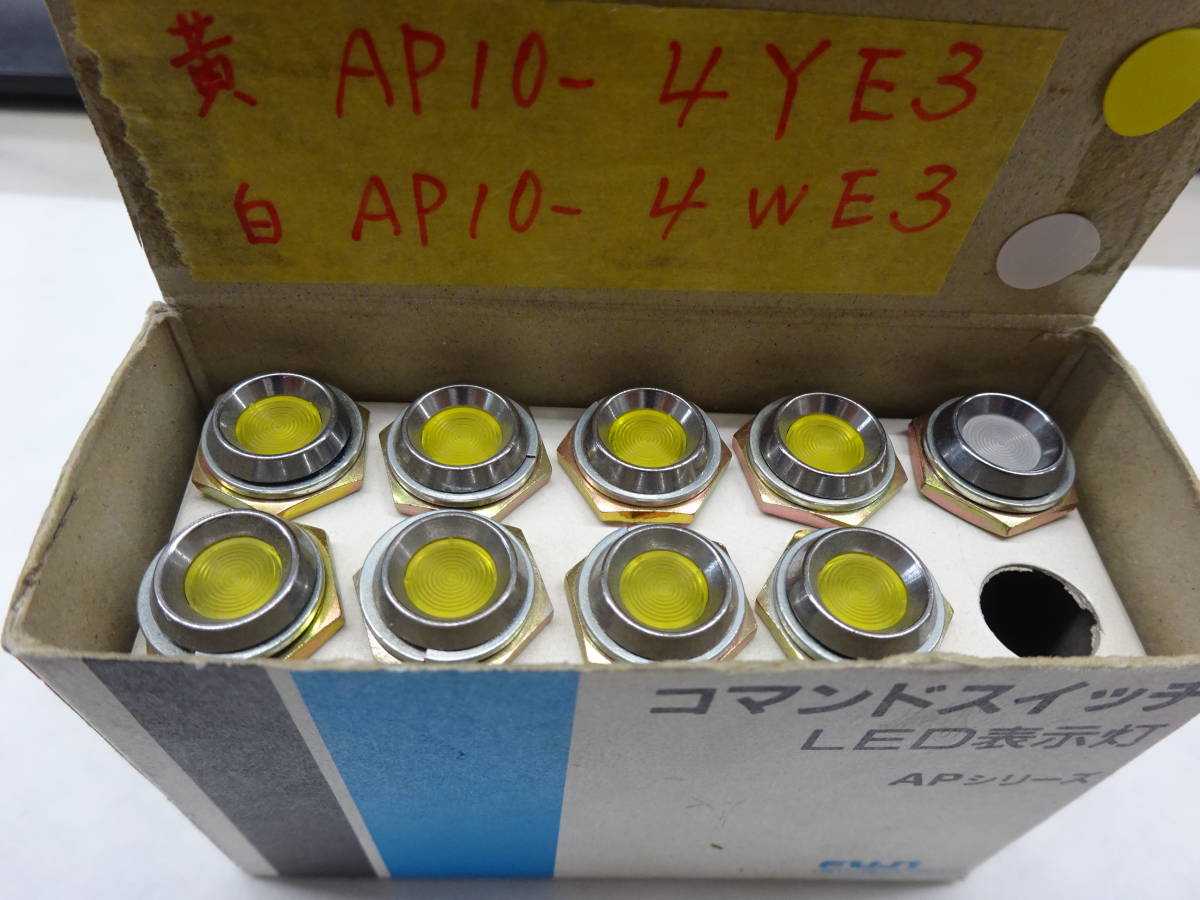 黄 AP10-4YE3
白 AP10-4WE3
コマンドスイッチ
LED表示灯
APシリーズ
FUJI